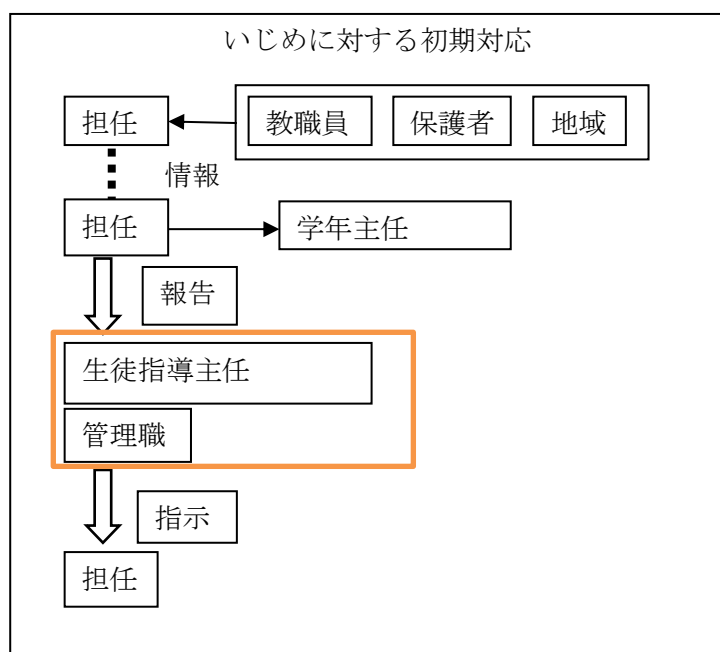 いじめに対する初期対応
担任 教職員 保護者 地域
情報
担任 学年主任
報告
生徒指導主任
管理職
指示
担任